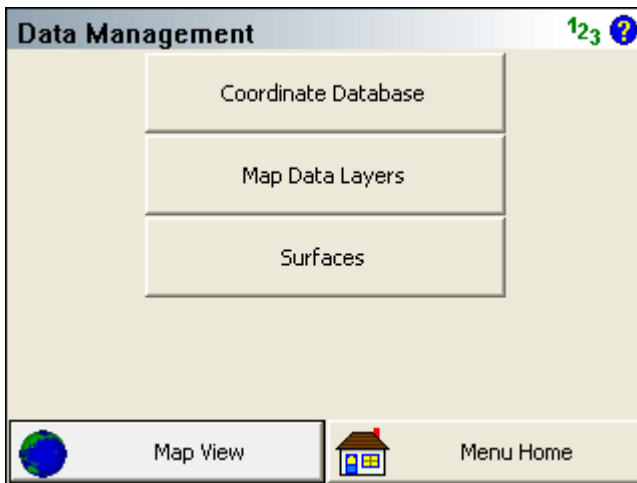 Data Management 123 ?
Coordinate Database
Map Data Layers
Surfaces
Map View
Menu Home